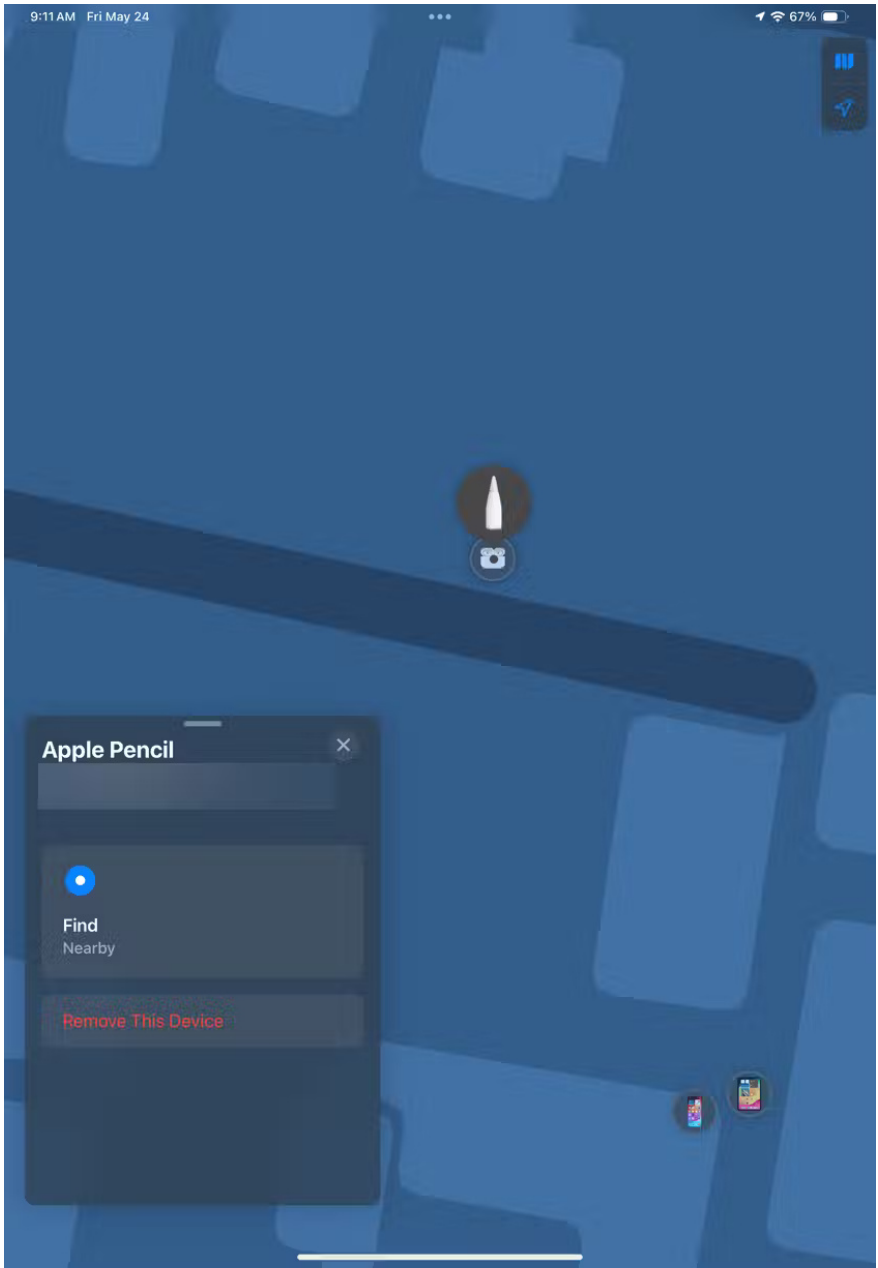 9:11 AM Fri May 24
67%
Apple Pencil
Find
Nearby
Remove This Device